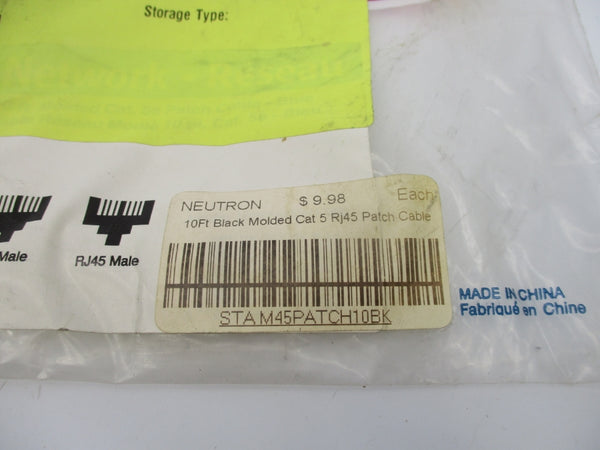 Storage Type:
Male
RJ45 Male
NEUTRON $ 9.98 Each
10Ft Black Molded Cat 5 Rj45 Patch Cable
STA M45PATCH10BK
MADE IN CHINA
Fabriqué en Chine